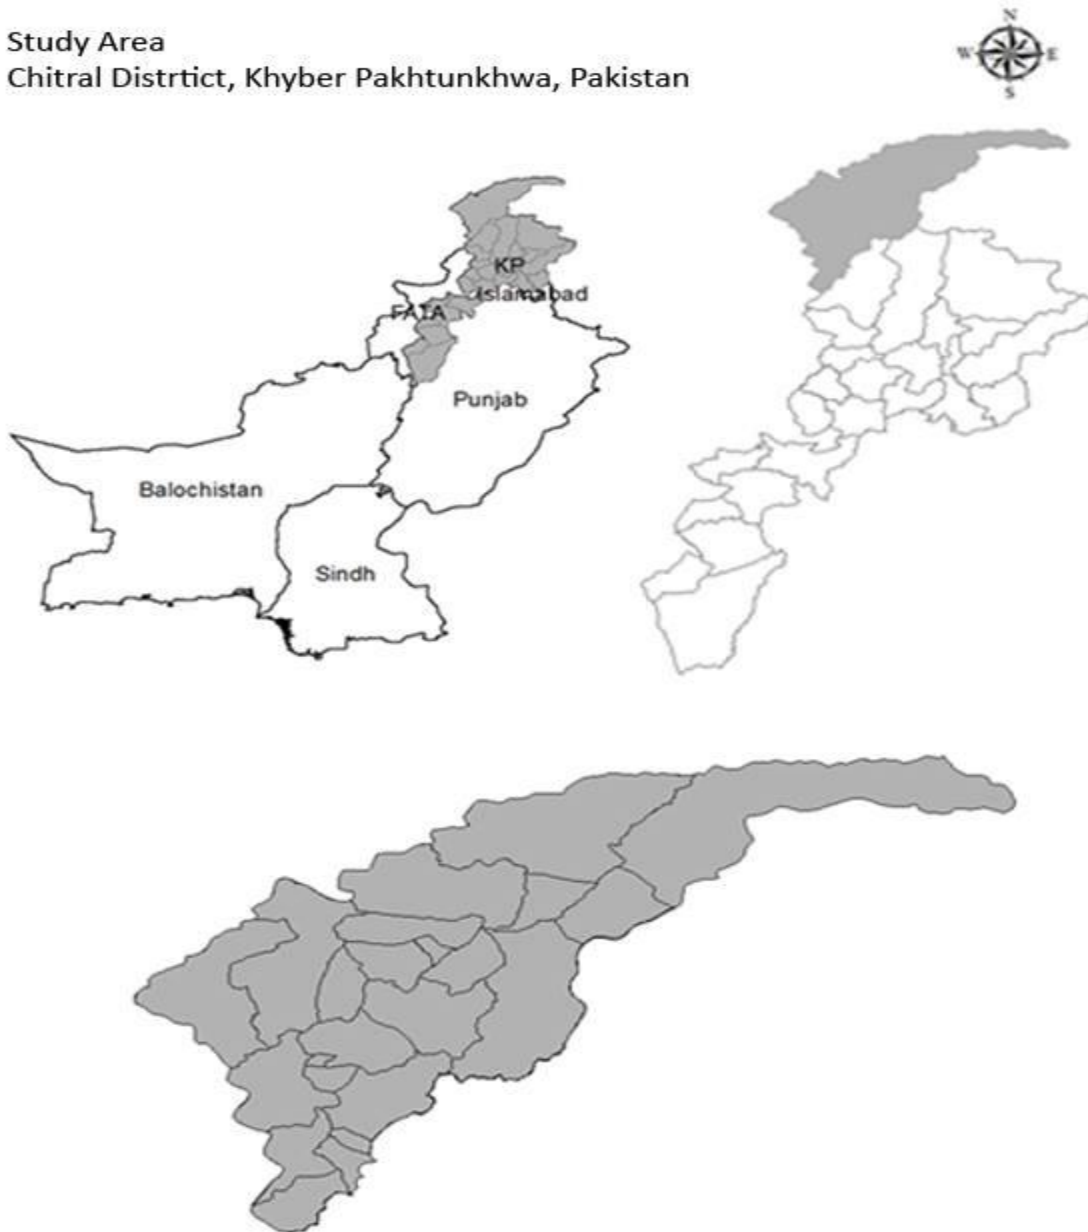 Study Area
Chitral Distrtict, Khyber Pakhtunkhwa, Pakistan
N
W E
S
KP
Islamabad
FATA
Punjab
Balochistan
Sindh